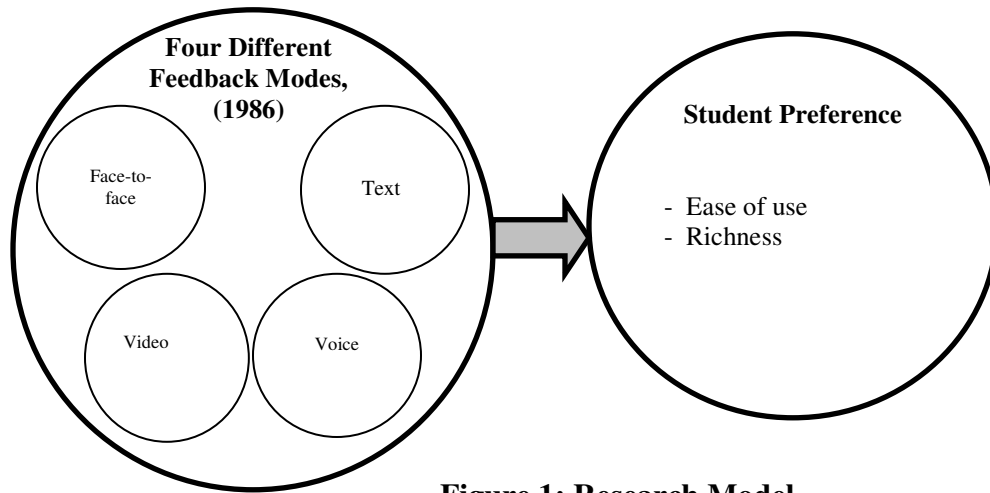 Four Different
Feedback Modes,
(1986)
Face-to-
face
Text
Video
Voice
Student Preference
- Ease of use
- Richness
Figure 1: Research Model